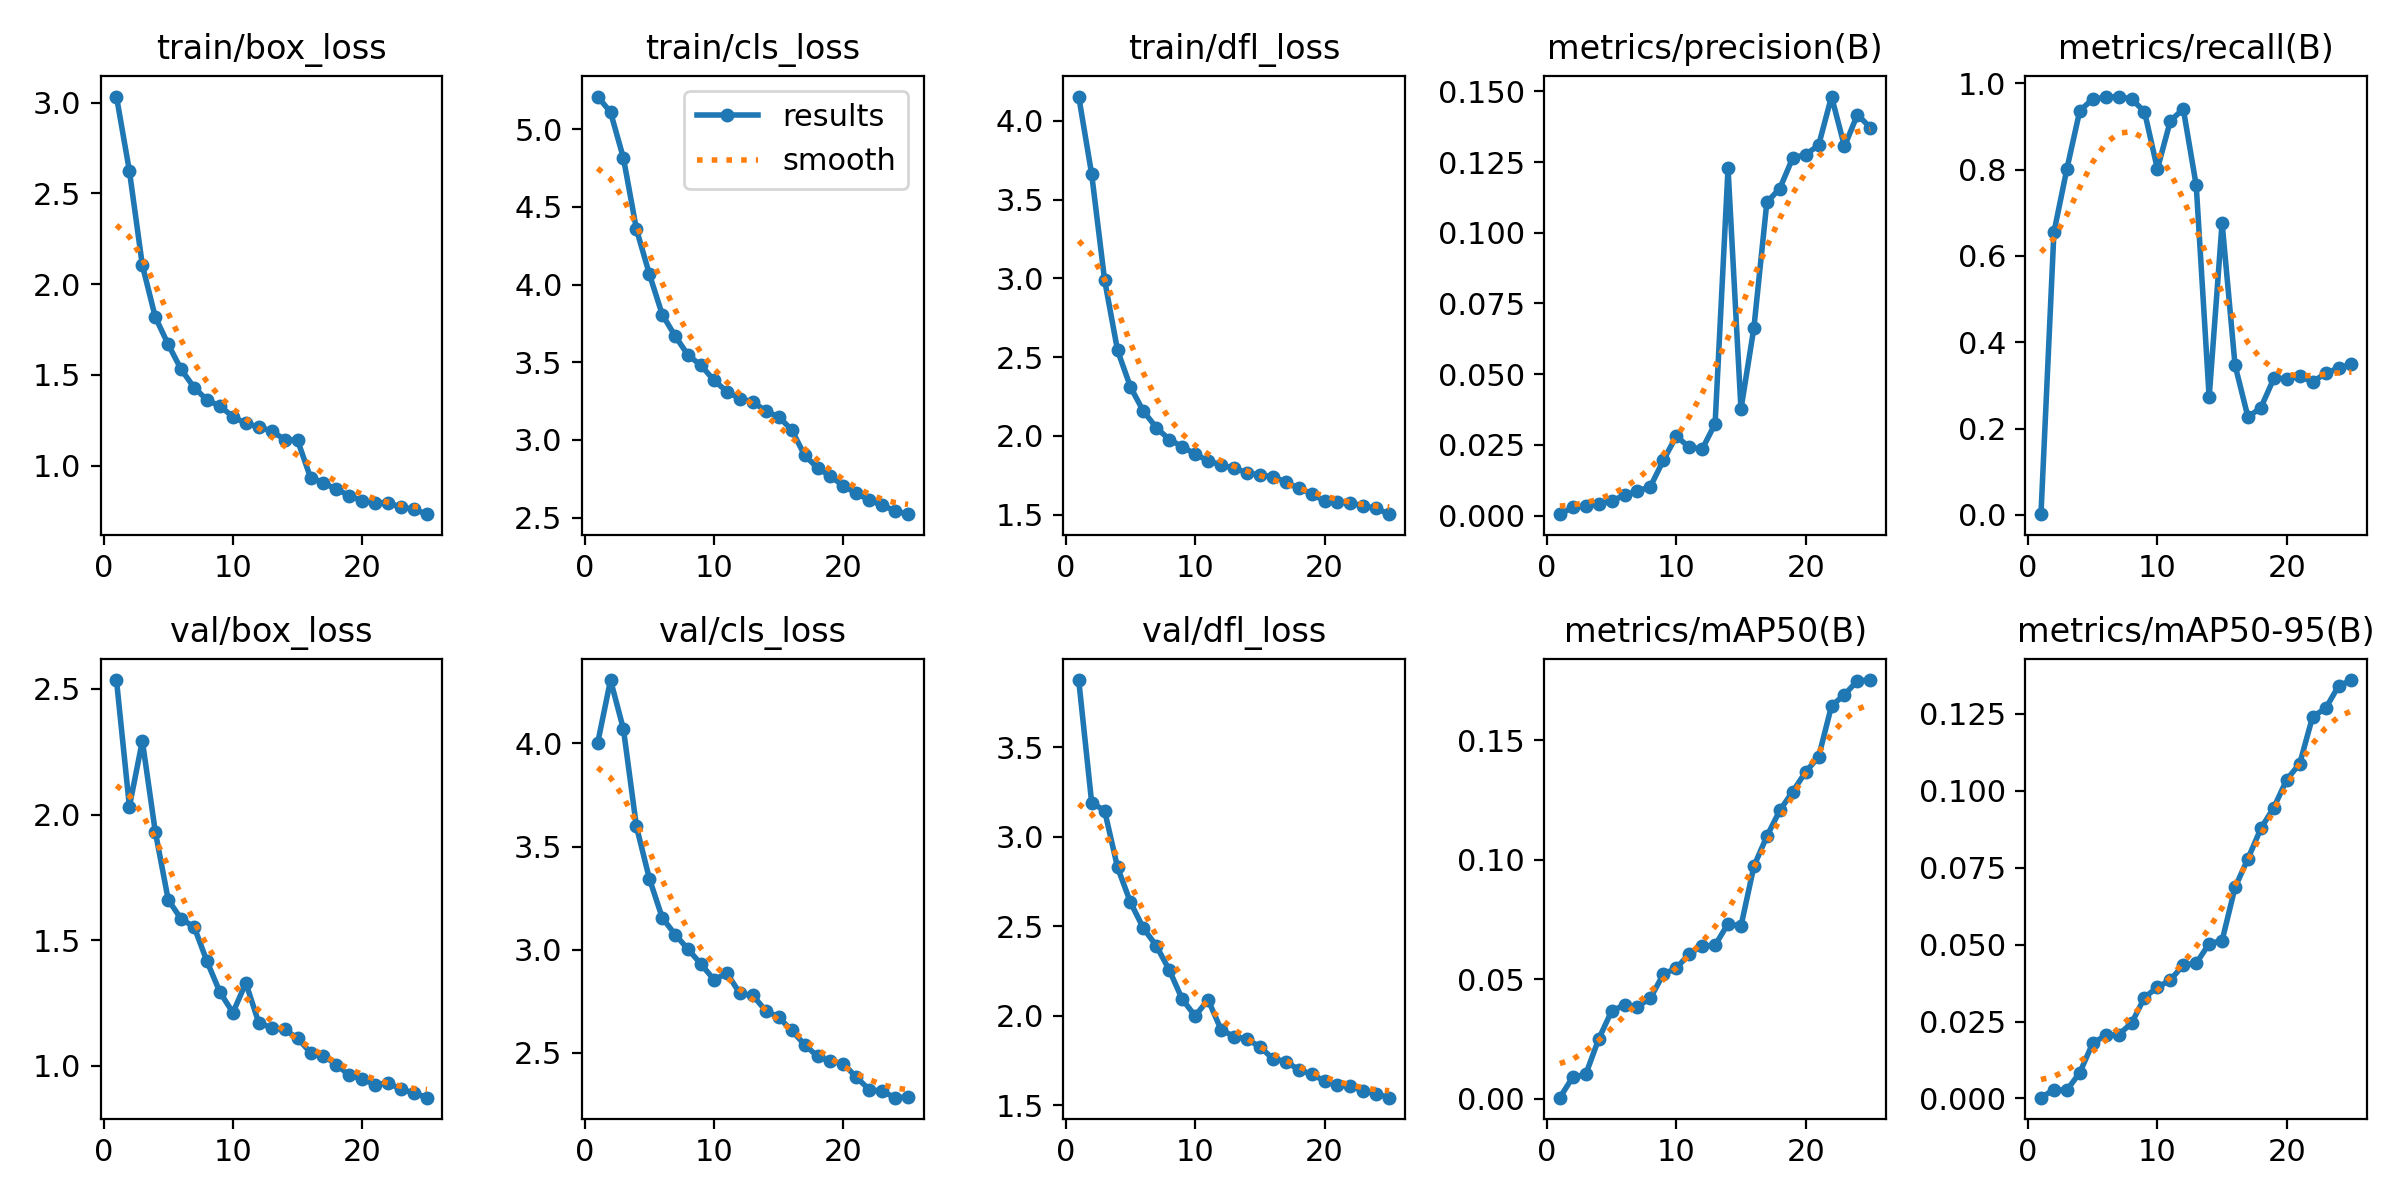 train/box_loss
3.0
2.5
2.0
1.5
1.0
0 10 20
train/cls_loss
results
smooth
5.0
4.5
4.0
3.5
3.0
2.5
0 10 20
train/dfl_loss
4.0
3.5
3.0
2.5
2.0
1.5
0 10 20
metrics/precision(B)
0.150
0.125
0.100
0.075
0.050
0.025
0.000
0 10 20
metrics/recall(B)
1.0
0.8
0.6
0.4
0.2
0.0
0 10 20
val/box_loss
2.5
2.0
1.5
1.0
0 10 20
val/cls_loss
4.0
3.5
3.0
2.5
0 10 20
val/dfl_loss
3.5
3.0
2.5
2.0
1.5
0 10 20
metrics/mAP50(B)
0.15
0.10
0.05
0.00
0 10 20
metrics/mAP50-95(B)
0.125
0.100
0.075
0.050
0.025
0.000
0 10 20